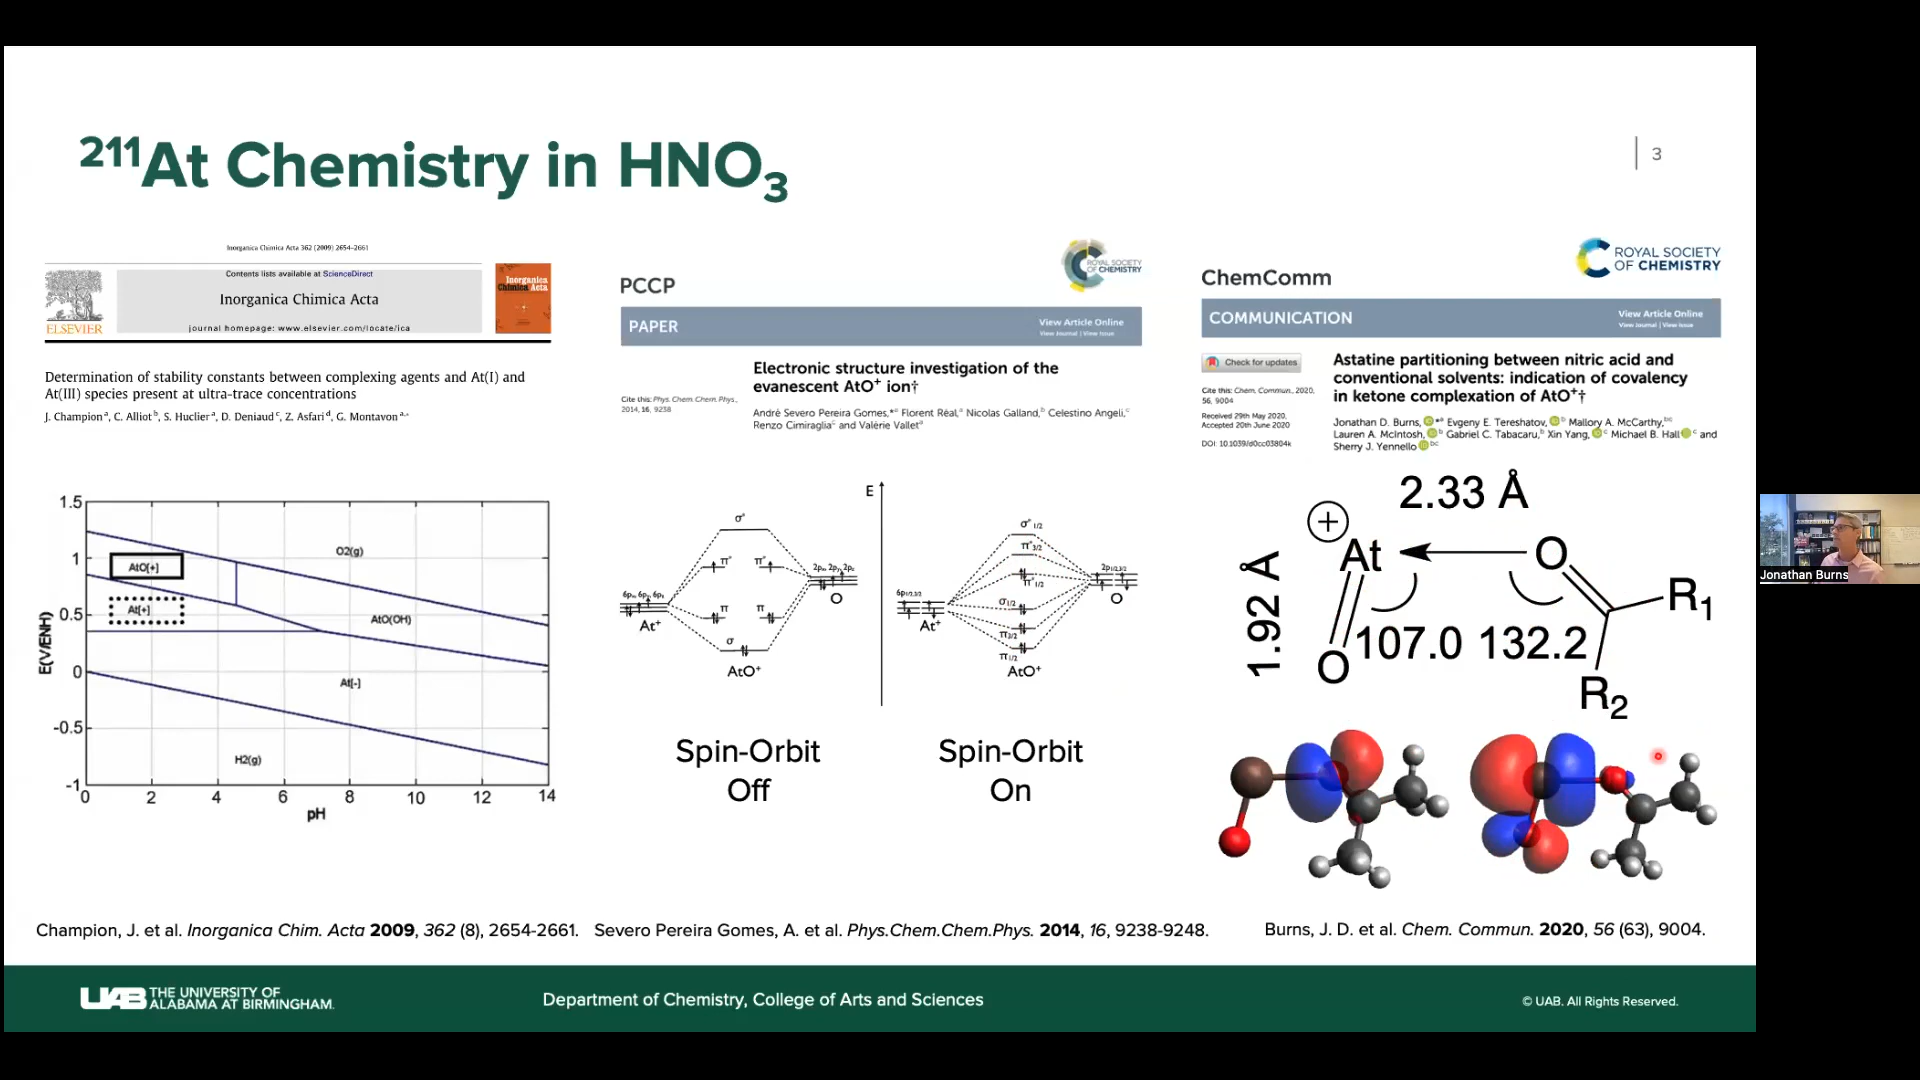 ²¹¹At Chemistry in HNO₃
3
Inorganica Chimica Acta 362 (2009) 2654–2661
Contents lists available at ScienceDirect
Inorganica Chimica Acta
journal homepage: www.elsevier.com/locate/ica
ELSEVIER
Inorganica
Chimica Acta
Determination of stability constants between complexing agents and At(I) and
At(III) species present at ultra-trace concentrations
J. Champion ᵃ, C. Alliot ᵇ, S. Huclier ᵃ, D. Deniaud ᶜ, Z. Asfari ᵈ, G. Montavon ᵃ,*
1.5
1
0.5
0
-0.5
-1
E(V/ENH)
O2(g)
AtO[+]
At[+]
AtO(OH)
At[-]
H2(g)
0 2 4 6 8 10 12 14
pH
PCCP
ROYAL SOCIETY
OF CHEMISTRY
PAPER
View Article Online
View Journal | View Issue
Electronic structure investigation of the
evanescent AtO⁺ ion†
Cite this: Phys. Chem. Chem. Phys.,
2014, 16, 9238
André Severo Pereira Gomes,*ᵃ Florent Réal,ᵃ Nicolas Galland,ᵇ Celestino Angeli,ᶜ
Renzo Cimiragliaᶜ and Valérie Valletᵃ
E
σ*
π* π*
2pₓ, 2pᵧ, 2p_z
O
6pₓ, 6pᵧ, 6p_z
At⁺
π π
σ
AtO⁺
σ*1/2
π*3/2
π*1/2
2p1/2,3/2
O
6p1/2,3/2
At⁺
σ1/2
π3/2
π1/2
AtO⁺
Spin-Orbit
Off
Spin-Orbit
On
ChemComm
ROYAL SOCIETY
OF CHEMISTRY
COMMUNICATION
View Article Online
View Journal | View Issue
Check for updates
Cite this: Chem. Commun., 2020,
56, 9004
Received 29th May 2020,
Accepted 20th June 2020
DOI: 10.1039/d0cc03804k
Astatine partitioning between nitric acid and
conventional solvents: indication of covalency
in ketone complexation of AtO⁺†
Jonathan D. Burns, *ᵃ Evgeny E. Tereshatov, ᵇ Mallory A. McCarthy,ᵇᶜ
Lauren A. McIntosh, ᵇ Gabriel C. Tabacaru,ᵇ Xin Yang, ᶜ Michael B. Hall ᶜ and
Sherry J. Yennello ᵇᶜ
2.33 Å
+
At
O
R₁
1.92 Å
107.0 132.2
O
R₂
Jonathan Burns
Champion, J. et al. Inorganica Chim. Acta 2009, 362 (8), 2654-2661.
Severo Pereira Gomes, A. et al. Phys.Chem.Chem.Phys. 2014, 16, 9238-9248.
Burns, J. D. et al. Chem. Commun. 2020, 56 (63), 9004.
UAB THE UNIVERSITY OF
ALABAMA AT BIRMINGHAM.
Department of Chemistry, College of Arts and Sciences
© UAB. All Rights Reserved.